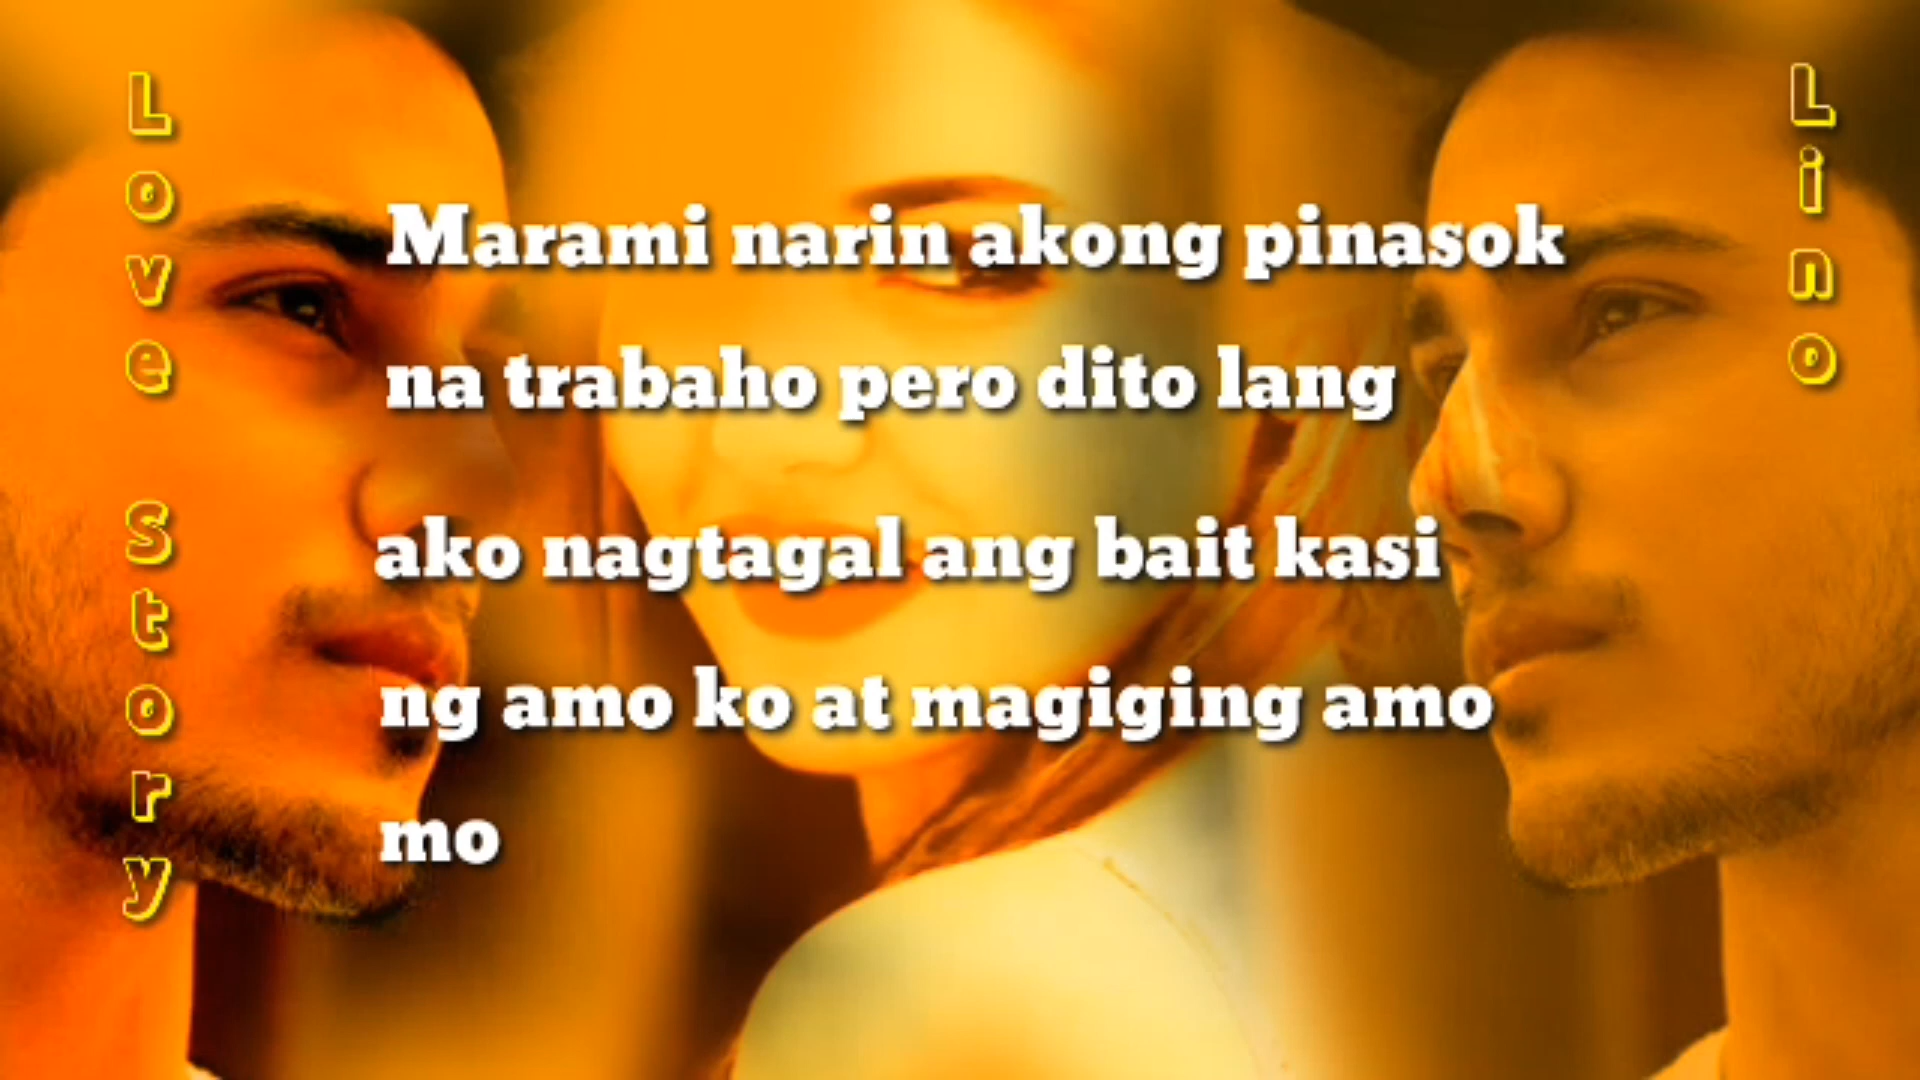 Love Story
Marami narin akong pinasok
na trabaho pero dito lang
ako nagtagal ang bait kasi
ng amo ko at magiging amo
mo
Lino